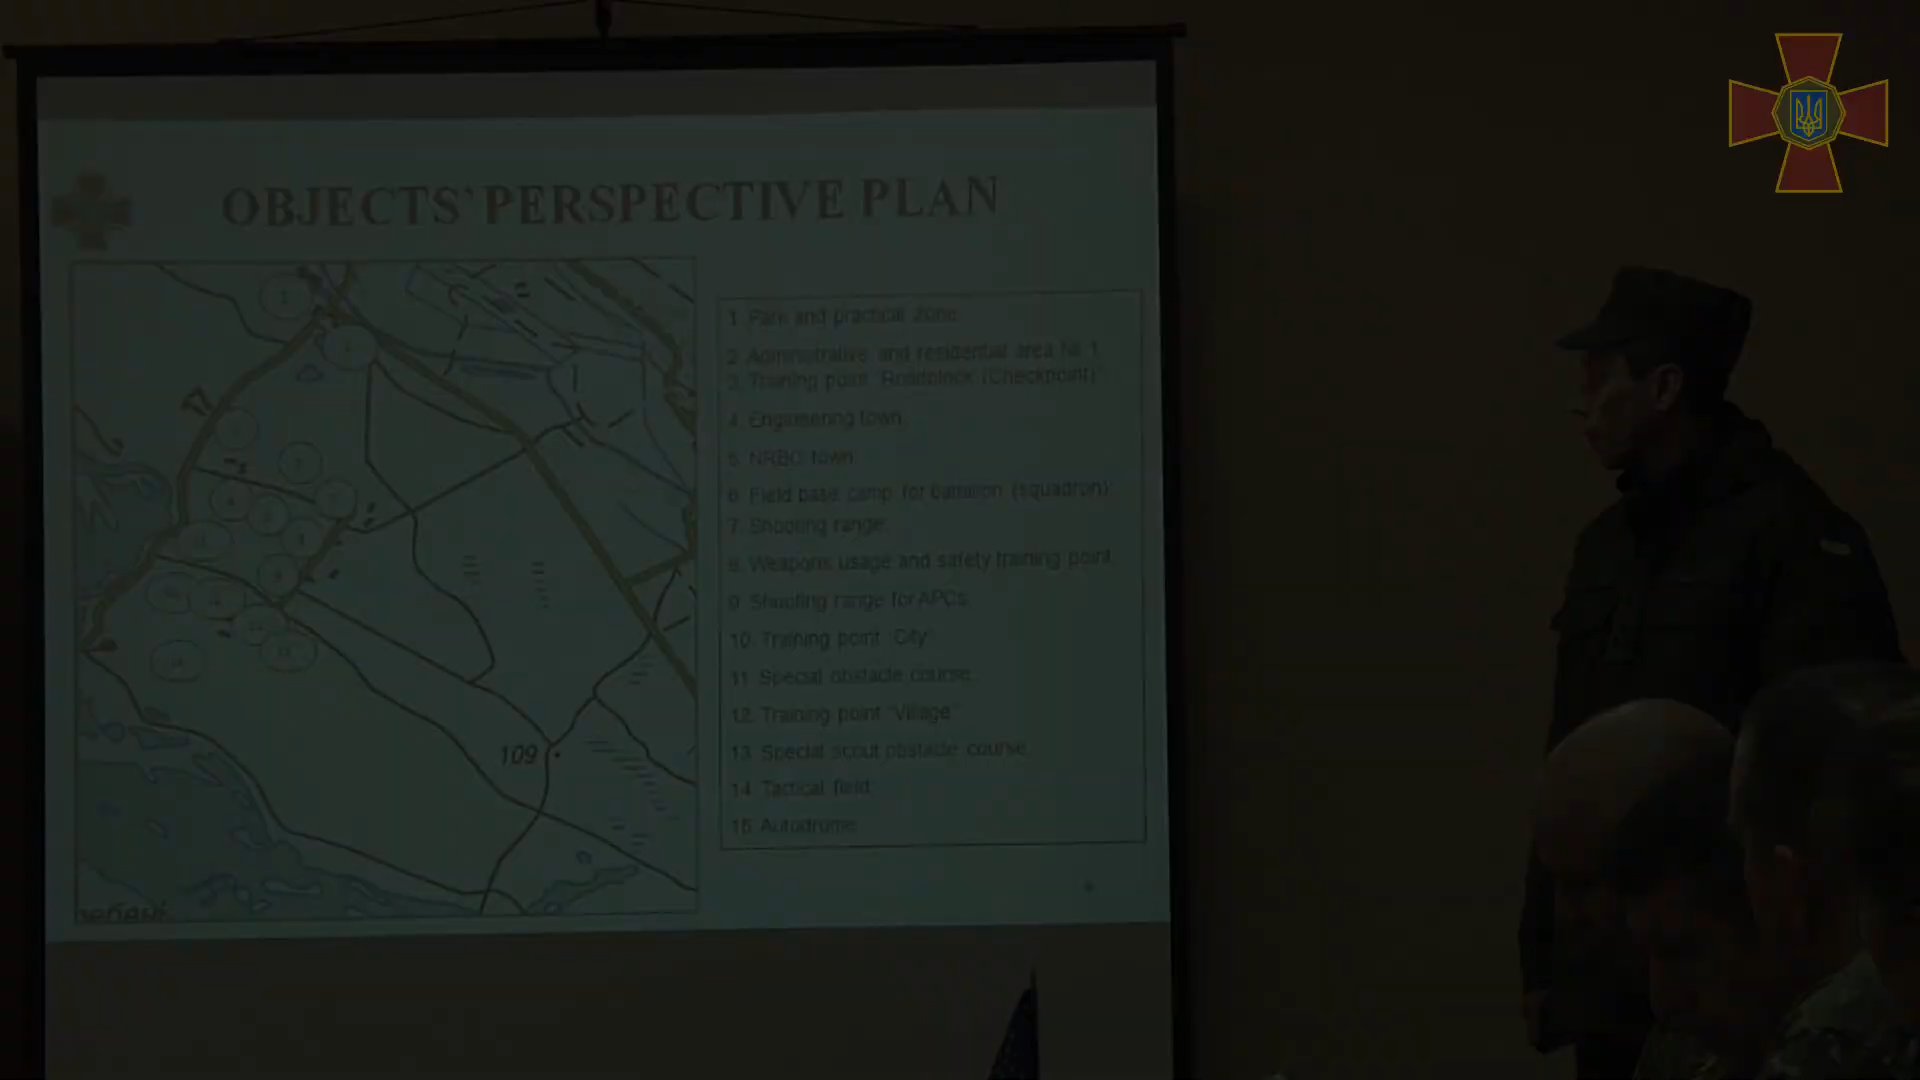 OBJECTS' PERSPECTIVE PLAN
1. Park and practical zone
2. Administrative and residential area № 1
3. Training point "Roadblock (Checkpoint)"
4. Engineering town
5. NRBC town
6. Field base camp for battalion (squadron)
7. Shooting range
8. Weapons usage and safety training point
9. Shooting range for APCs
10. Training point "City"
11. Special obstacle course
12. Training point "Village"
13. Special scout obstacle course
14. Tactical field
15. Autodrome
109